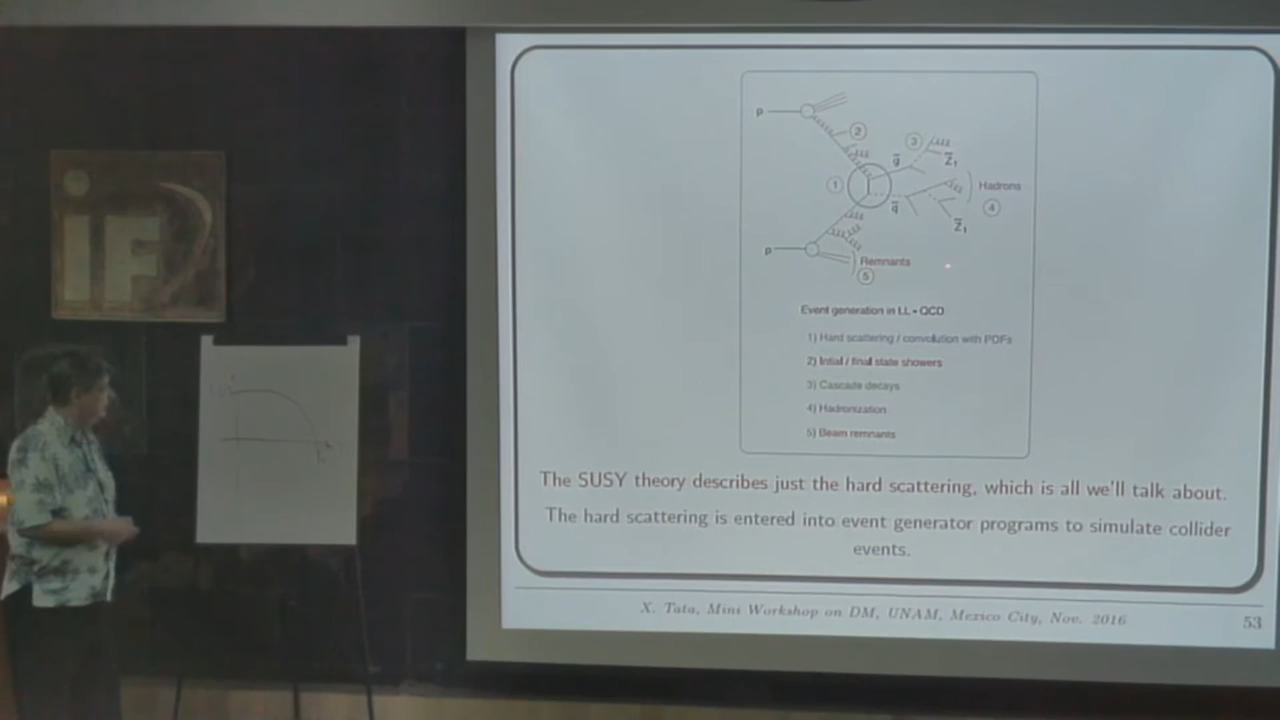 iF
p
2
3
g̃
Z̃₁
1
Hadrons
q̃
4
Z̃₁
p
Remnants
5
Event generation in LL - QCD
1) Hard scattering / convolution with PDFs
2) Intial / final state showers
3) Cascade decays
4) Hadronization
5) Beam remnants
The SUSY theory describes just the hard scattering, which is all we'll talk about.
The hard scattering is entered into event generator programs to simulate collider
events.
X. Tata, Mini Workshop on DM, UNAM, Mexico City, Nov. 2016
53